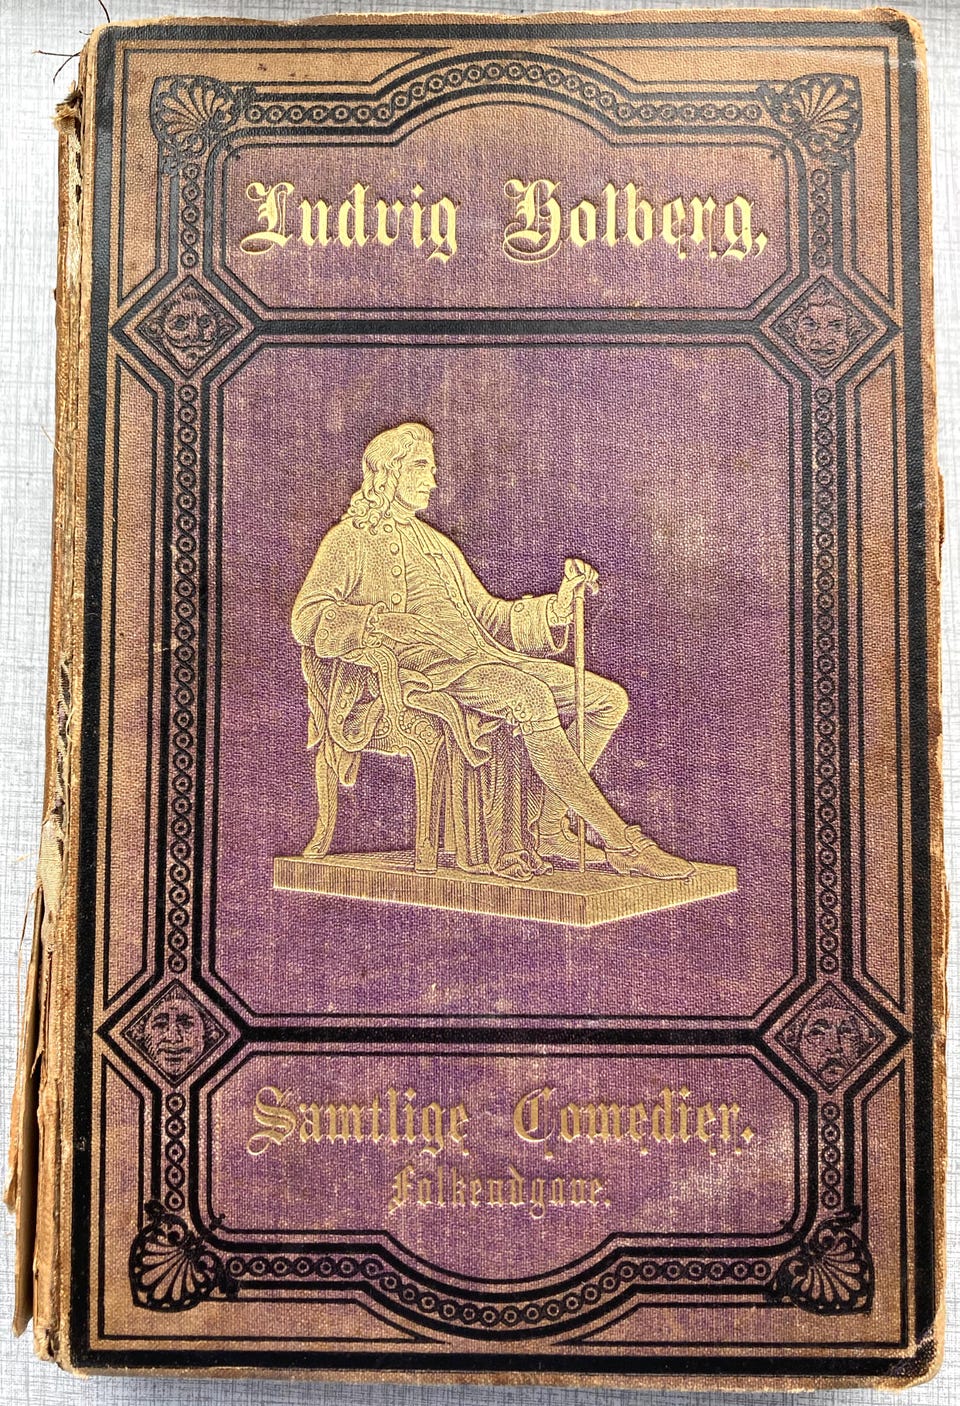 Ludvig Holberg,
Samtlige Comedier.
Folkeudgave.